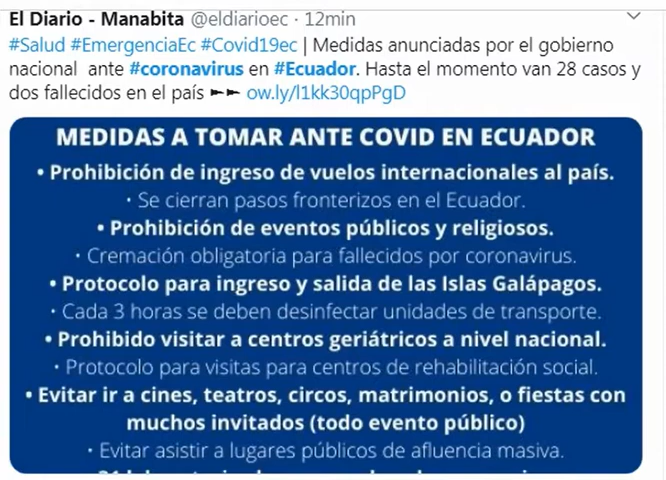 El Diario - Manabita @eldiarioec · 12min
#Salud #EmergenciaEc #Covid19ec | Medidas anunciadas por el gobierno
nacional ante #coronavirus en #Ecuador. Hasta el momento van 28 casos y
dos fallecidos en el país ►► ow.ly/l1kk30qpPgD
MEDIDAS A TOMAR ANTE COVID EN ECUADOR
• Prohibición de ingreso de vuelos internacionales al país.
• Se cierran pasos fronterizos en el Ecuador.
• Prohibición de eventos públicos y religiosos.
• Cremación obligatoria para fallecidos por coronavirus.
• Protocolo para ingreso y salida de las Islas Galápagos.
• Cada 3 horas se deben desinfectar unidades de transporte.
• Prohibido visitar a centros geriátricos a nivel nacional.
• Protocolo para visitas para centros de rehabilitación social.
• Evitar ir a cines, teatros, circos, matrimonios, o fiestas con
muchos invitados (todo evento público)
• Evitar asistir a lugares públicos de afluencia masiva.